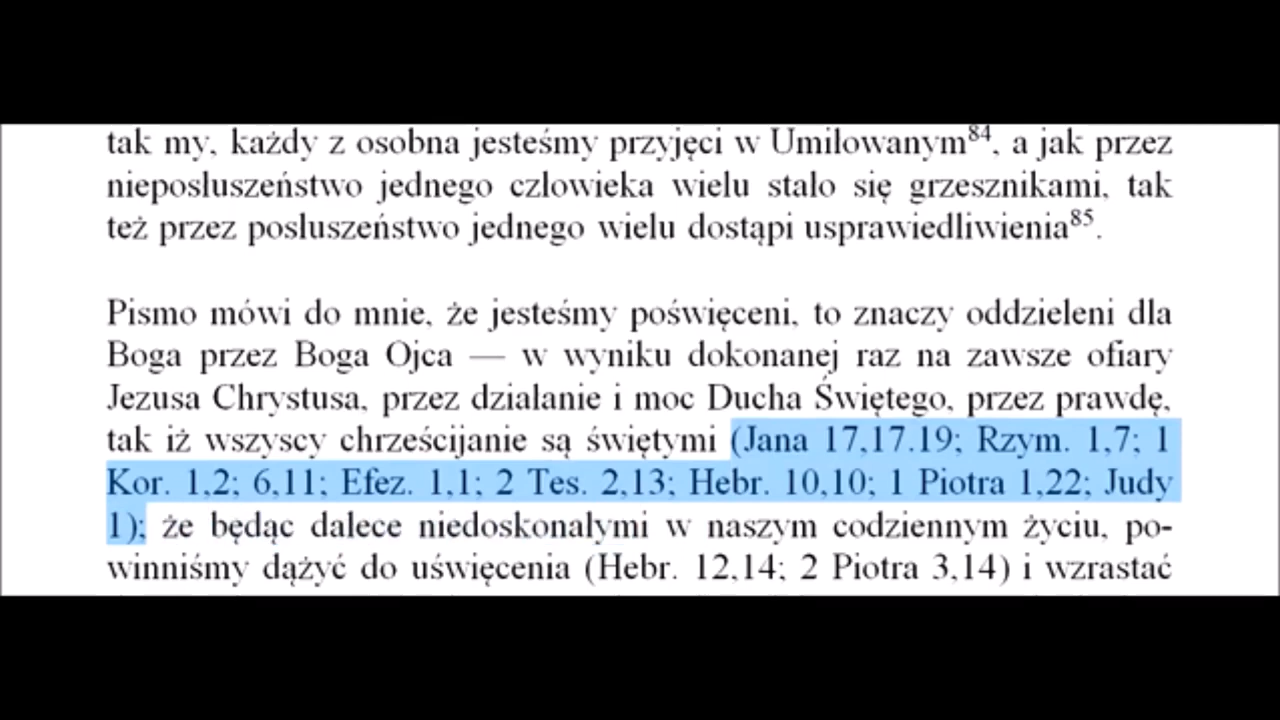 tak my, każdy z osobna jesteśmy przyjęci w Umiłowanym⁸⁴, a jak przez
nieposłuszeństwo jednego człowieka wielu stało się grzesznikami, tak
też przez posłuszeństwo jednego wielu dostąpi usprawiedliwienia⁸⁵.
Pismo mówi do mnie, że jesteśmy poświęceni, to znaczy oddzieleni dla
Boga przez Boga Ojca — w wyniku dokonanej raz na zawsze ofiary
Jezusa Chrystusa, przez działanie i moc Ducha Świętego, przez prawdę,
tak iż wszyscy chrześcijanie są świętymi (Jana 17,17.19; Rzym. 1,7; 1
Kor. 1,2; 6,11; Efez. 1,1; 2 Tes. 2,13; Hebr. 10,10; 1 Piotra 1,22; Judy
1); że będąc dalece niedoskonałymi w naszym codziennym życiu, po-
winniśmy dążyć do uświęcenia (Hebr. 12,14; 2 Piotra 3,14) i wzrastać